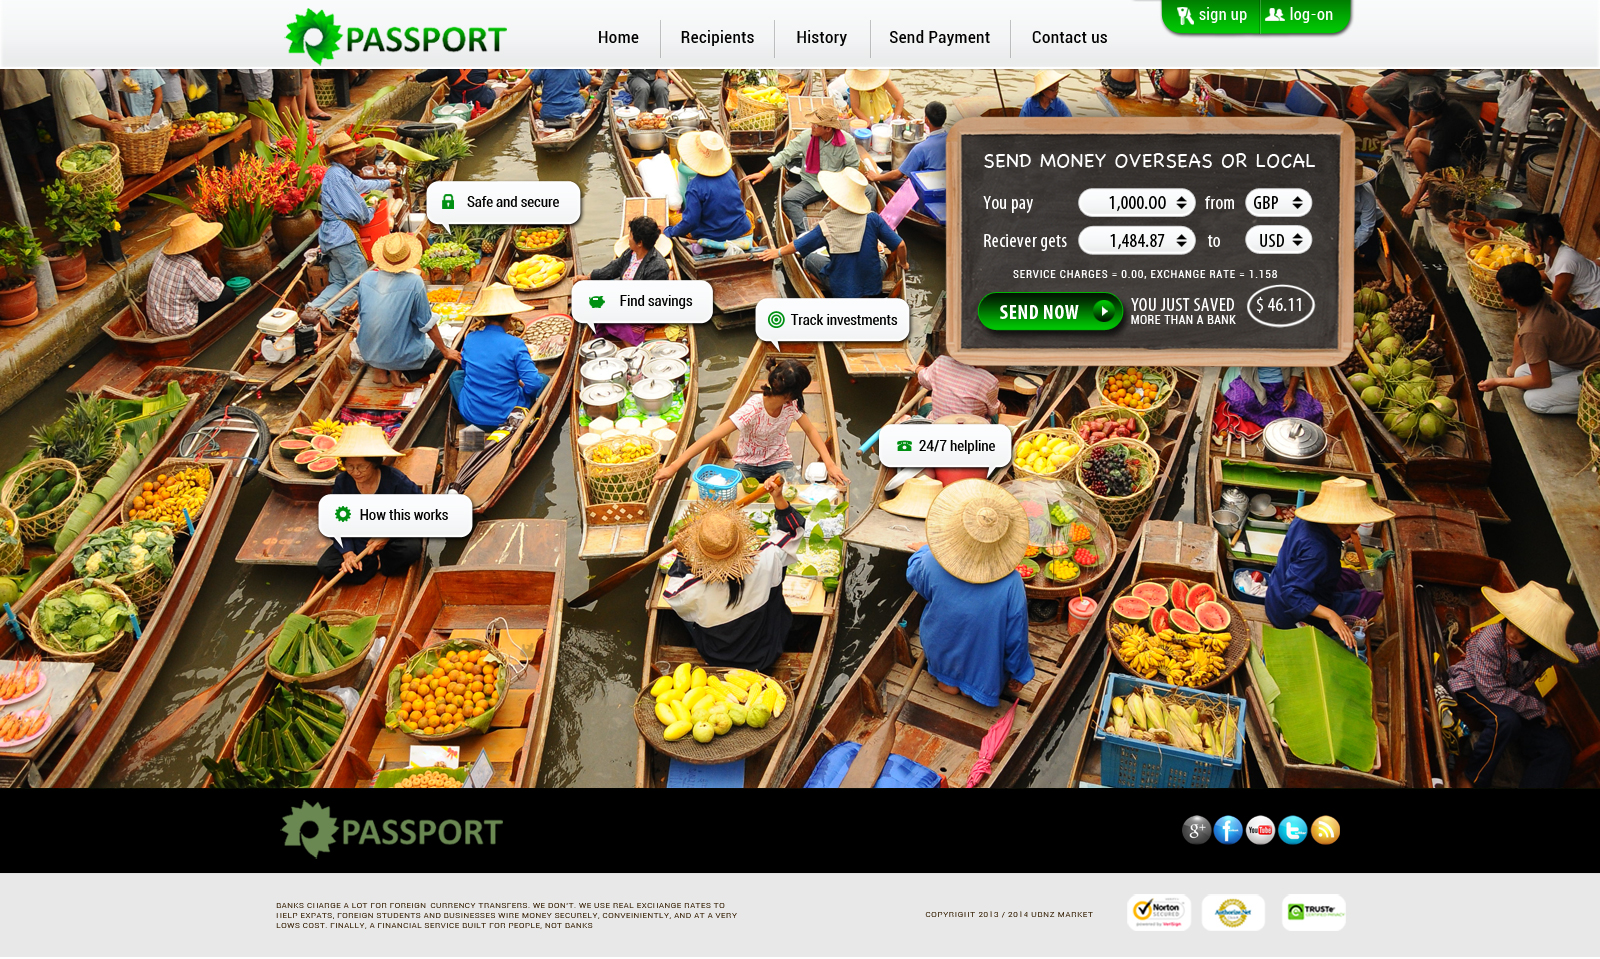 PASSPORT
Home
Recipients
History
Send Payment
Contact us
sign up
log-on
SEND MONEY OVERSEAS OR LOCAL
You pay 1,000.00 from GBP
Reciever gets 1,484.87 to USD
SERVICE CHARGES = 0.00, EXCHANGE RATE = 1.158
SEND NOW
YOU JUST SAVED
MORE THAN A BANK
$ 46.11
Safe and secure
Find savings
Track investments
24/7 helpline
How this works
PASSPORT
g+
f
You Tube
t
BANKS CHARGE A LOT FOR FOREIGN CURRENCY TRANSFERS. WE DON'T. WE USE REAL EXCHANGE RATES TO
HELP EXPATS, FOREIGN STUDENTS AND BUSINESSES WIRE MONEY SECURELY, CONVEINIENTLY, AND AT A VERY
LOWS COST. FINALLY, A FINANCIAL SERVICE BUILT FOR PEOPLE, NOT BANKS
COPYRIGHT 2013 / 2014 UDNZ MARKET
Norton
SECURED
powered by VeriSign
Authorize.Net
TRUSTe
CERTIFIED PRIVACY